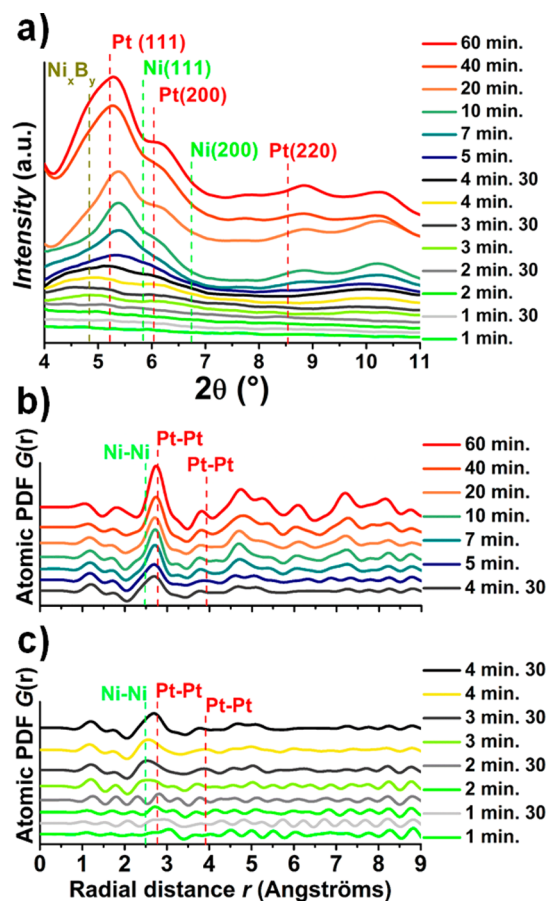 a)
Pt (111)
NixBy
Ni(111)
Pt(200)
Ni(200)
Pt(220)
60 min.
40 min.
20 min.
10 min.
7 min.
5 min.
4 min. 30
4 min.
3 min. 30
3 min.
2 min. 30
2 min.
1 min. 30
1 min.
Intensity (a.u.)
4 5 6 7 8 9 10 11
2θ (°)
b)
Ni-Ni
Pt-Pt
Pt-Pt
60 min.
40 min.
20 min.
10 min.
7 min.
5 min.
4 min. 30
Atomic PDF G(r)
c)
Ni-Ni
Pt-Pt
Pt-Pt
4 min. 30
4 min.
3 min. 30
3 min.
2 min. 30
2 min.
1 min. 30
1 min.
Atomic PDF G(r)
0 1 2 3 4 5 6 7 8 9
Radial distance r (Angströms)